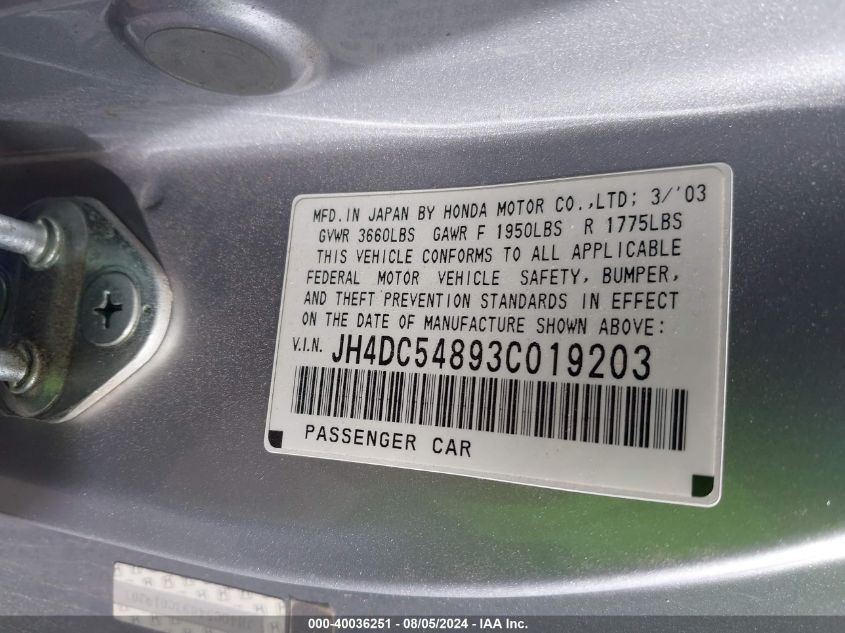 MFD.IN JAPAN BY HONDA MOTOR CO.,LTD; 3/'03
GVWR 3660LBS GAWR F 1950LBS R 1775LBS
THIS VEHICLE CONFORMS TO ALL APPLICABLE
FEDERAL MOTOR VEHICLE SAFETY, BUMPER,
AND THEFT PREVENTION STANDARDS IN EFFECT
ON THE DATE OF MANUFACTURE SHOWN ABOVE:
V.I.N. JH4DC54893C019203
PASSENGER CAR
000-40036251 - 08/05/2024 - IAA Inc.